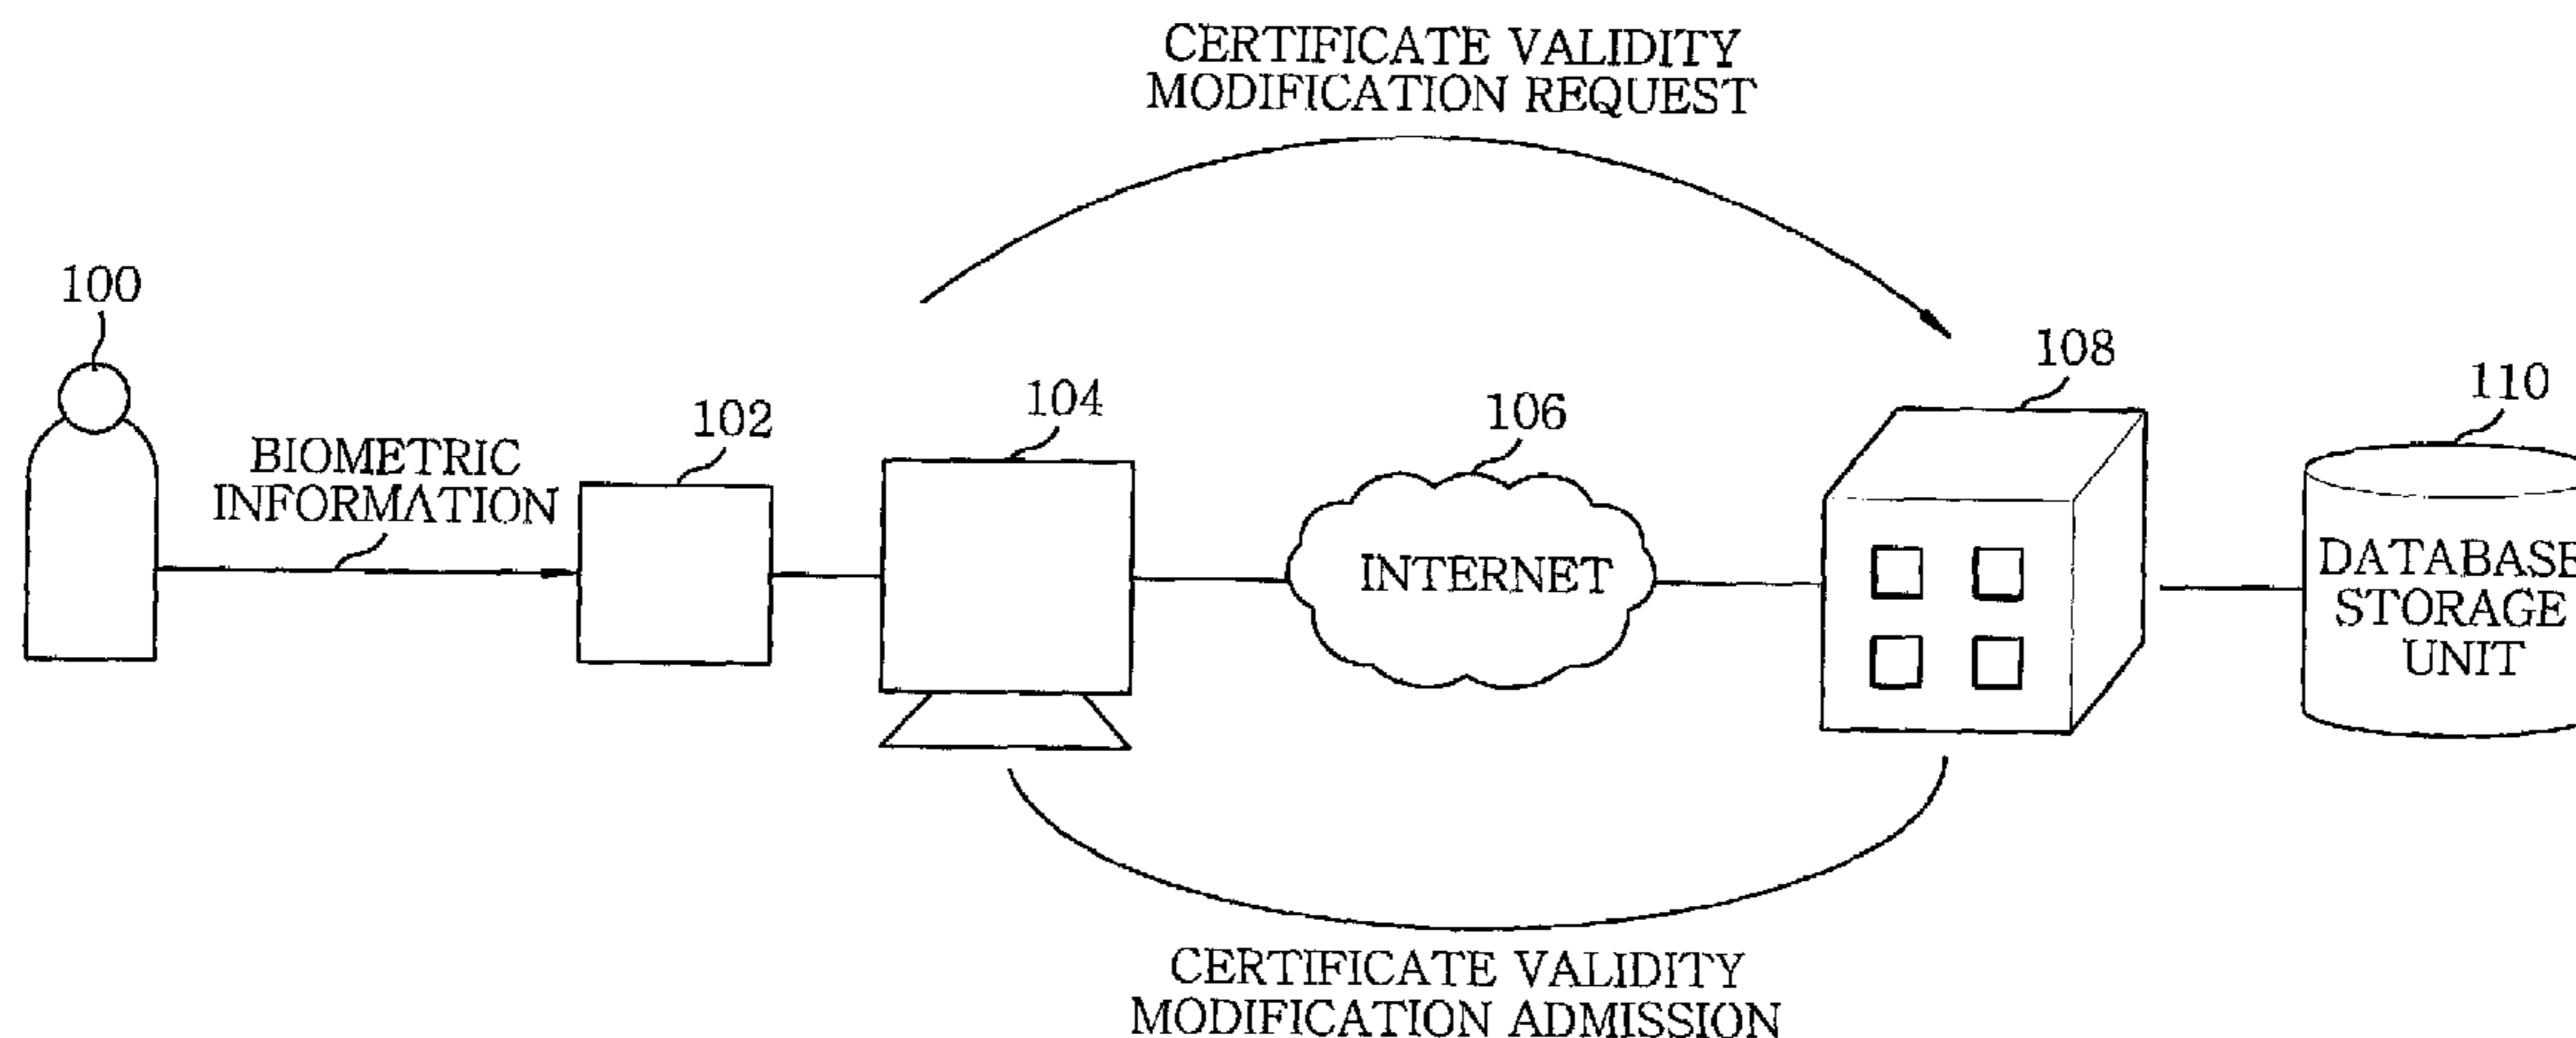 CERTIFICATE VALIDITY
MODIFICATION REQUEST
100
108
110
104
106
102
BIOMETRIC
INFORMATION
INTERNET
DATABASE
STORAGE
UNIT
CERTIFICATE VALIDITY
MODIFICATION ADMISSION